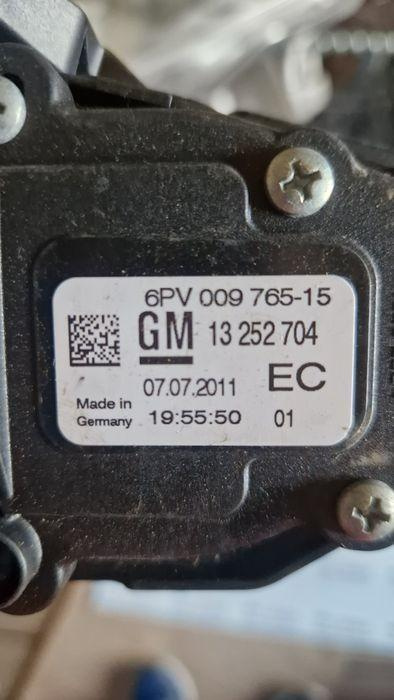 6PV 009 765-15
GM 13 252 704
07.07.2011 EC
Made in Germany 19:55:50 01